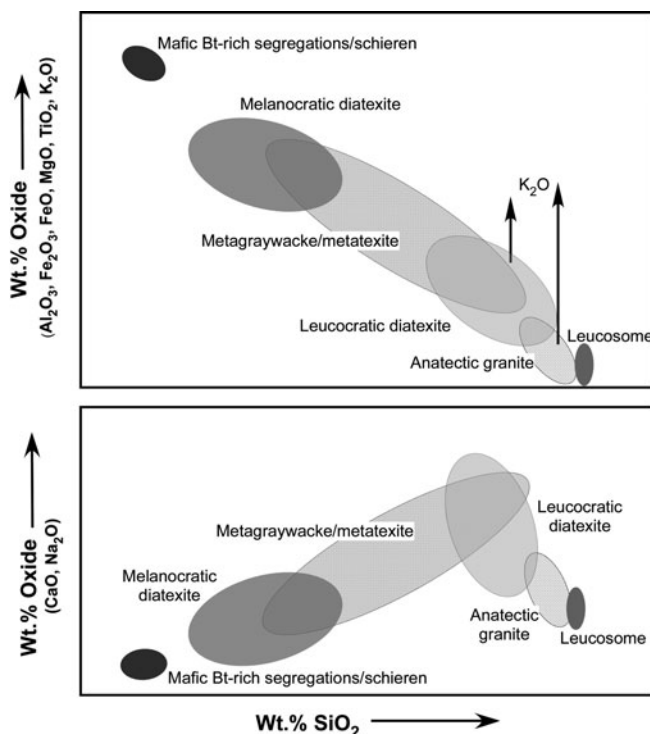 Wt.% Oxide
(Al2O3, Fe2O3, FeO, MgO, TiO2, K2O)
Mafic Bt-rich segregations/schieren
Melanocratic diatexite
K2O
Metagraywacke/metatexite
Leucocratic diatexite
Leucosome
Anatectic granite
Wt.% Oxide
(CaO, Na2O)
Leucocratic
diatexite
Metagraywacke/metatexite
Melanocratic
diatexite
Anatectic
granite
Leucosome
Mafic Bt-rich segregations/schieren
Wt.% SiO2